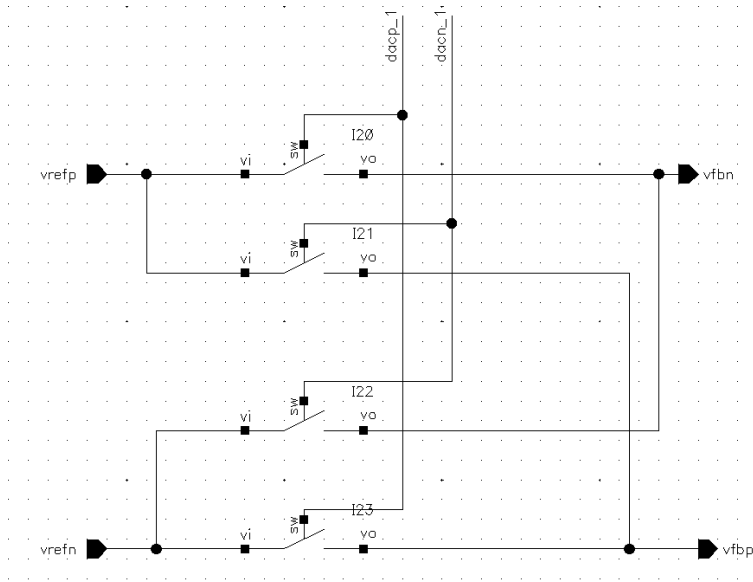 dacp_1
dacn_1
I20
sw
vi
vo
vrefp
vfbn
I21
sw
vi
vo
I22
sw
vi
vo
I23
sw
vi
vo
vrefn
vfbp